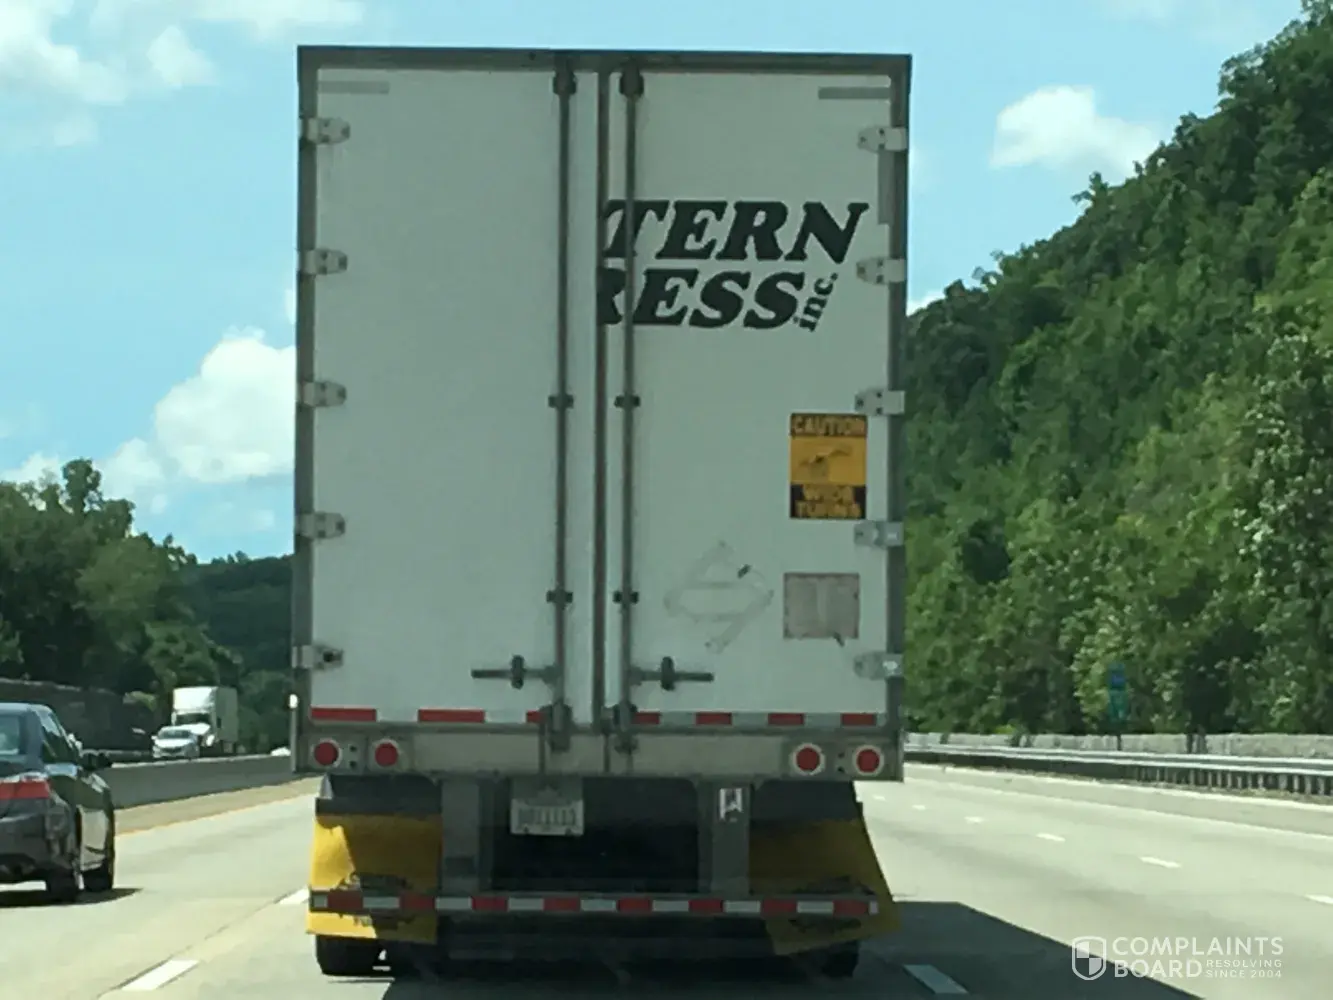 TERN
RESS inc.
CAUTION
WIDE
TURNS
COMPLAINTS
BOARD RESOLVING
SINCE 2004